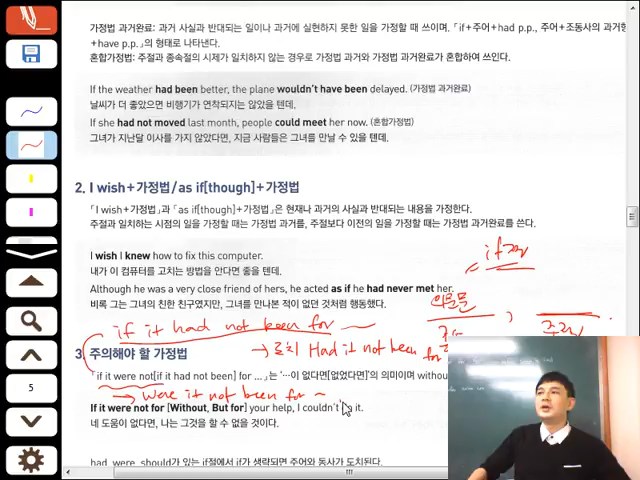 가정법 과거완료: 과거 사실과 반대되는 일이나 과거에 실현하지 못한 일을 가정할 때 쓰이며, 「if+주어+had p.p., 주어+조동사의 과거형
+have p.p.」의 형태로 나타낸다.
혼합가정법: 주절과 종속절의 시제가 일치하지 않는 경우로 가정법 과거와 가정법 과거완료가 혼합하여 쓰인다.
If the weather had been better, the plane wouldn't have been delayed. (가정법 과거완료)
날씨가 더 좋았으면 비행기가 연착되지는 않았을 텐데.
If she had not moved last month, people could meet her now. (혼합가정법)
그녀가 지난달 이사를 가지 않았다면, 지금 사람들은 그녀를 만날 수 있을 텐데.
2. I wish+가정법/as if[though]+가정법
「I wish+가정법」과 「as if[though]+가정법」은 현재나 과거의 사실과 반대되는 내용을 가정한다.
주절과 일치하는 시점의 일을 가정할 때는 가정법 과거를, 주절보다 이전의 일을 가정할 때는 가정법 과거완료를 쓴다.
if절
I wish I knew how to fix this computer.
내가 이 컴퓨터를 고치는 방법을 안다면 좋을 텐데.
Although he was a very close friend of hers, he acted as if he had never met her.
비록 그는 그녀의 친한 친구였지만, 그녀를 만나본 적이 없던 것처럼 행동했다.
의문문
if it had not been for ~
주절
3. 주의해야 할 가정법
→ 도치 Had it not been for
「if it were not[if it had not been] for ...」는 '…이 없다면[없었다면]'의 의미이며 without
→ were it not been for ~
If it were not for [Without, But for] your help, I couldn't it.
네 도움이 없다면, 나는 그것을 할 수 없을 것이다.
had, were, should가 있는 if절에서 if가 생략되면 주어와 동사가 도치된다.
5